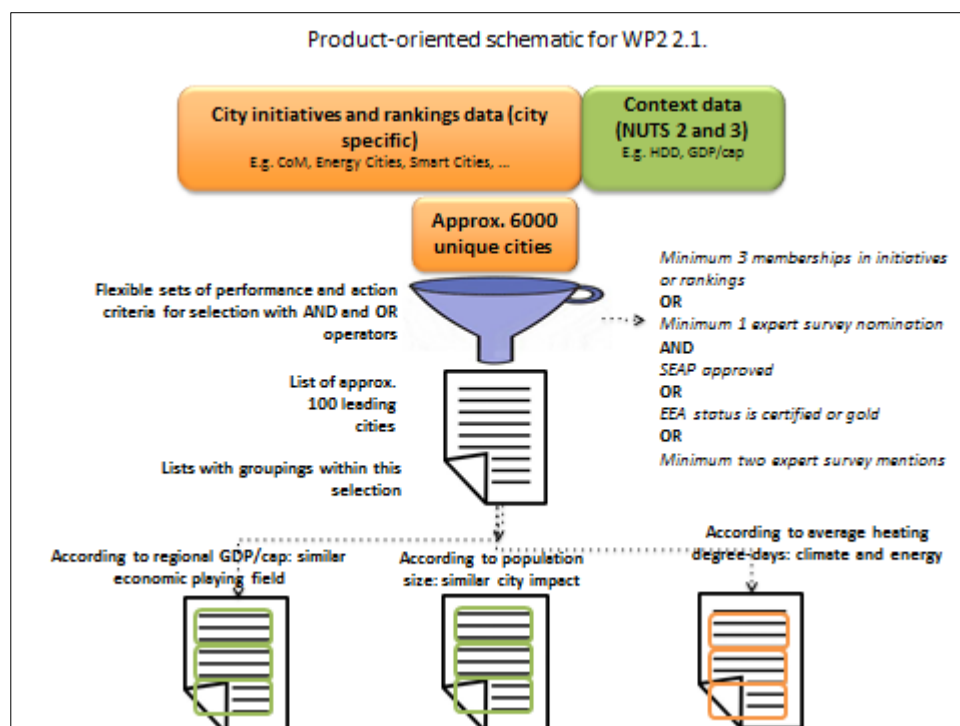 Product-oriented schematic for WP2 2.1.
City initiatives and rankings data (city
specific)
E.g. CoM, Energy Cities, Smart Cities, ...
Context data
(NUTS 2 and 3)
E.g. HDD, GDP/cap
Approx. 6000
unique cities
Flexible sets of performance and action
criteria for selection with AND and OR
operators
Minimum 3 memberships in initiatives
or rankings
OR
Minimum 1 expert survey nomination
AND
SEAP approved
OR
EEA status is certified or gold
OR
Minimum two expert survey mentions
List of approx.
100 leading
cities
Lists with groupings within this
selection
According to regional GDP/cap: similar
economic playing field
According to population
size: similar city impact
According to average heating
degree days: climate and energy